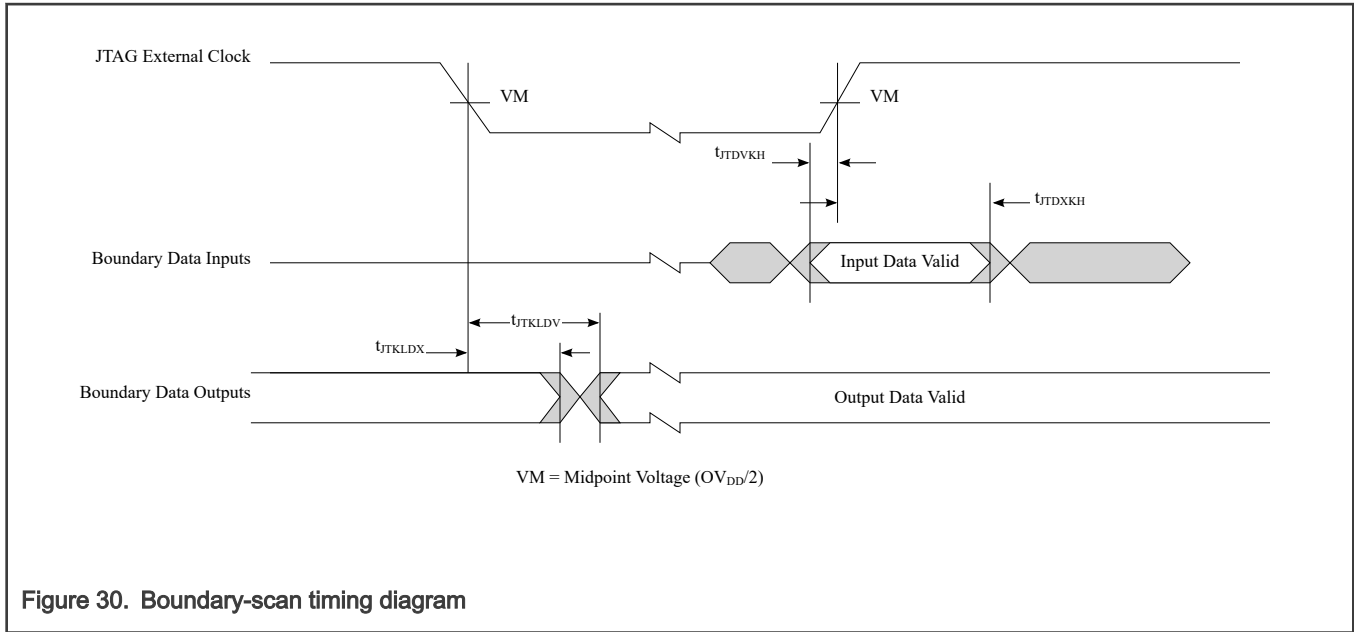 JTAG External Clock
VM
VM
tJTDVKH
tJTDXKH
Boundary Data Inputs
Input Data Valid
tJTKLDV
tJTKLDX
Boundary Data Outputs
Output Data Valid
VM = Midpoint Voltage (OVDD/2)
Figure 30. Boundary-scan timing diagram